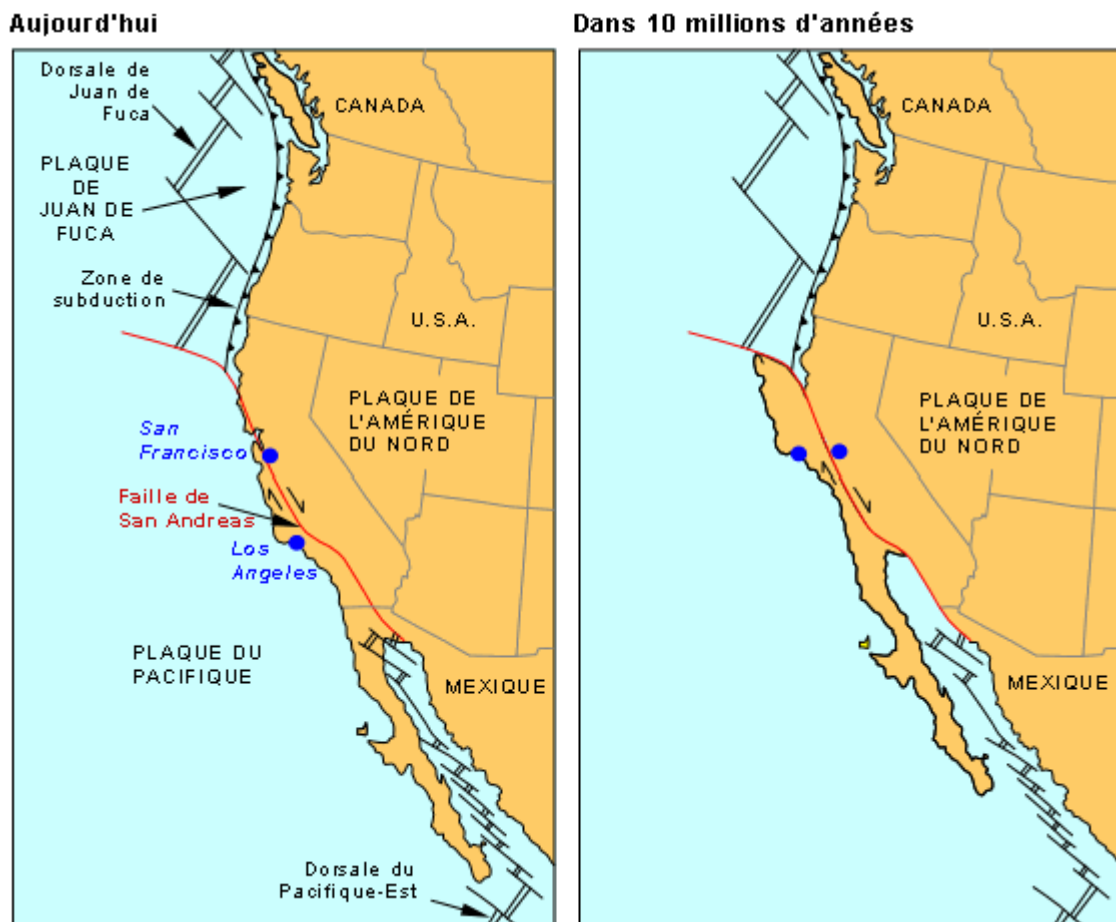 Aujourd'hui
Dorsale de
Juan de
Fuca
CANADA
PLAQUE
DE
JUAN DE
FUCA
Zone de
subduction
U.S.A.
PLAQUE DE
L'AMÉRIQUE
DU NORD
San
Francisco
Faille de
San Andreas
Los
Angeles
PLAQUE DU
PACIFIQUE
MEXIQUE
Dorsale du
Pacifique-Est
Dans 10 millions d'années
CANADA
U.S.A.
PLAQUE DE
L'AMÉRIQUE
DU NORD
MEXIQUE